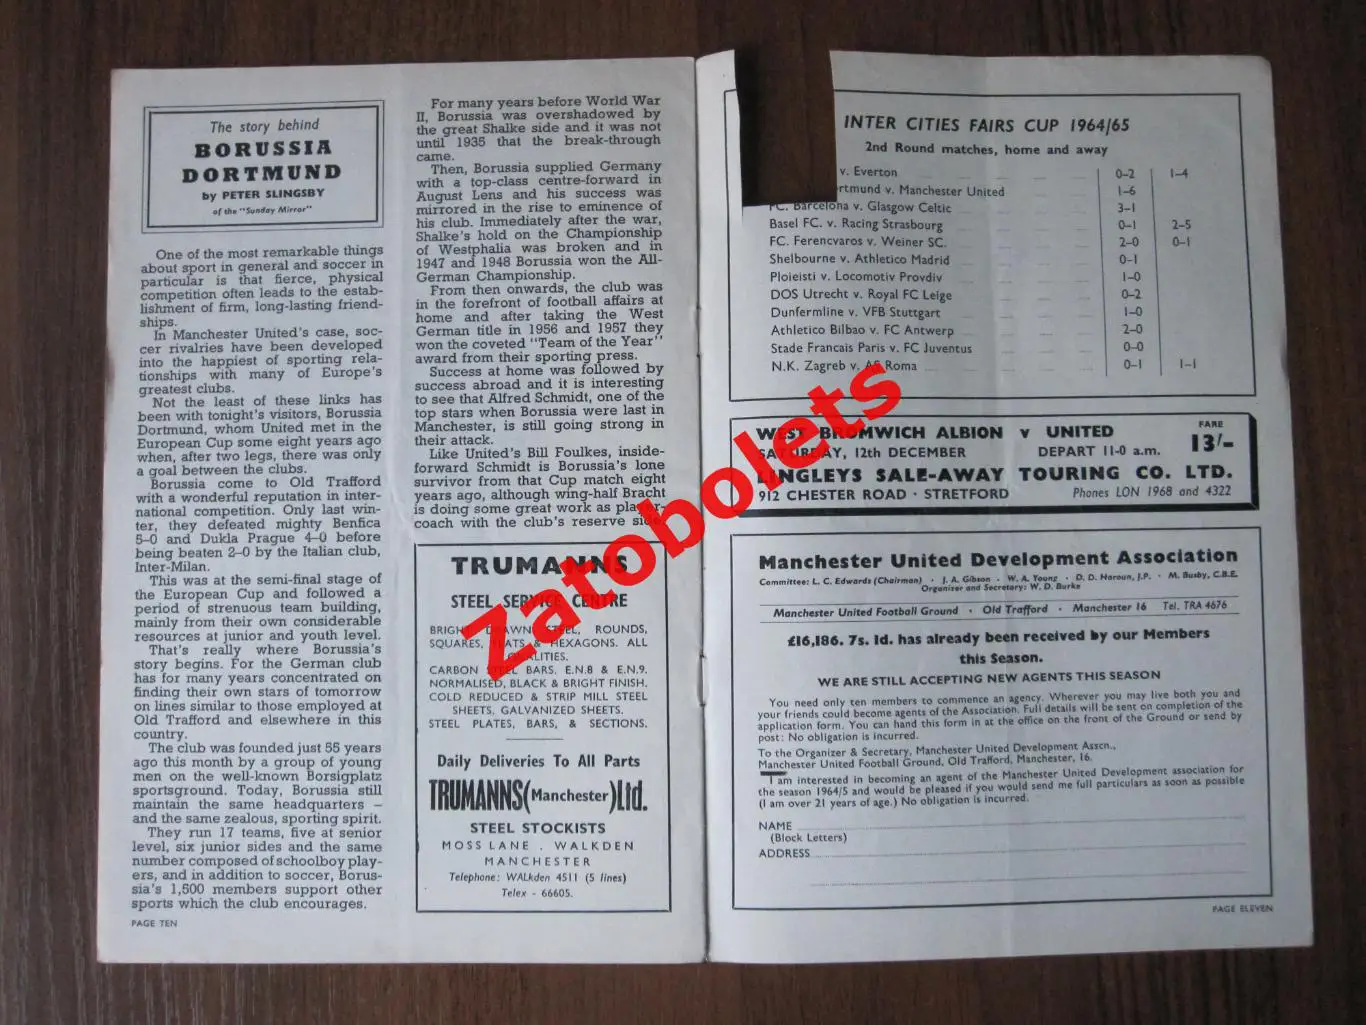 The story behind
BORUSSIA
DORTMUND
by PETER SLINGSBY
of the "Sunday Mirror"
One of the most remarkable things
about sport in general and soccer in
particular is that fierce, physical
competition often leads to the estab-
lishment of firm, long-lasting friend-
ships.
In Manchester United's case, soc-
cer rivalries have been developed
into the happiest of sporting rela-
tionships with many of Europe's
greatest clubs.
Not the least of these links has
been with tonight's visitors, Borussia
Dortmund, whom United met in the
European Cup some eight years ago
when, after two legs, there was only
a goal between the clubs.
Borussia come to Old Trafford
with a wonderful reputation in inter-
national competition. Only last win-
ter, they defeated mighty Benfica
5-0 and Dukla Prague 4-0 before
being beaten 2-0 by the Italian club,
Inter-Milan.
This was at the semi-final stage of
the European Cup and followed a
period of strenuous team building,
mainly from their own considerable
resources at junior and youth level.
That's really where Borussia's
story begins. For the German club
has for many years concentrated on
finding their own stars of tomorrow
on lines similar to those employed at
Old Trafford and elsewhere in this
country.
The club was founded just 55 years
ago this month by a group of young
men on the well-known Borsigplatz
sportsground. Today, Borussia still
maintain the same headquarters –
and the same zealous, sporting spirit.
They run 17 teams, five at senior
level, six junior sides and the same
number composed of schoolboy play-
ers, and in addition to soccer, Borus-
sia's 1,500 members support other
sports which the club encourages.
PAGE TEN
For many years before World War
II, Borussia was overshadowed by
the great Shalke side and it was not
until 1935 that the break-through
came.
Then, Borussia supplied Germany
with a top-class centre-forward in
August Lens and his success was
mirrored in the rise to eminence of
his club. Immediately after the war,
Shalke's hold on the Championship
of Westphalia was broken and in
1947 and 1948 Borussia won the All-
German Championship.
From then onwards, the club was
in the forefront of football affairs at
home and after taking the West
German title in 1956 and 1957 they
won the coveted "Team of the Year"
award from their sporting press.
Success at home was followed by
success abroad and it is interesting
to see that Alfred Schmidt, one of the
top stars when Borussia were last in
Manchester, is still going strong in
their attack.
Like United's Bill Foulkes, inside-
forward Schmidt is Borussia's lone
survivor from that Cup match eight
years ago, although wing-half Bracht
is doing some great work as player-
coach with the club's reserve side.
TRUMANNS
STEEL SERVICE CENTRE
BRIGHT DRAWN STEEL, ROUNDS,
SQUARES, FLATS & HEXAGONS. ALL
QUALITIES.
CARBON STEEL BARS. E.N.8 & E.N.9.
NORMALISED, BLACK & BRIGHT FINISH.
COLD REDUCED & STRIP MILL STEEL
SHEETS, GALVANIZED SHEETS.
STEEL PLATES, BARS, & SECTIONS.
Daily Deliveries To All Parts
TRUMANNS (Manchester) Ltd.
STEEL STOCKISTS
MOSS LANE . WALKDEN
MANCHESTER
Telephone: WALkden 4511 (5 lines)
Telex - 66605.
INTER CITIES FAIRS CUP 1964/65
2nd Round matches, home and away
v. Everton 0-2 1-4
rtmund v. Manchester United 1-6
FC. Barcelona v. Glasgow Celtic 3-1
Basel FC. v. Racing Strasbourg 0-1 2-5
FC. Ferencvaros v. Weiner SC. 2-0 0-1
Shelbourne v. Athletico Madrid 0-1
Ploieisti v. Locomotiv Provdiv 1-0
DOS Utrecht v. Royal FC Leige 0-2
Dunfermline v. VFB Stuttgart 1-0
Athletico Bilbao v. FC Antwerp 2-0
Stade Francais Paris v. FC Juventus 0-0
N.K. Zagreb v. AS Roma 0-1 1-1
WEST BROMWICH ALBION v UNITED FARE
SATURDAY, 12th DECEMBER DEPART 11-0 a.m. 13/-
LINGLEYS SALE-AWAY TOURING CO. LTD.
912 CHESTER ROAD · STRETFORD Phones LON 1968 and 4322
Manchester United Development Association
Committee: L. C. Edwards (Chairman) · J. A. Gibson · W. A. Young · D. D. Haroun, J.P. · M. Busby, C.B.E.
Organizer and Secretary: W. D. Burke
Manchester United Football Ground · Old Trafford · Manchester 16 Tel. TRA 4676
£16,186. 7s. 1d. has already been received by our Members
this Season.
WE ARE STILL ACCEPTING NEW AGENTS THIS SEASON
You need only ten members to commence an agency. Wherever you may live both you and
your friends could become agents of the Association. Full details will be sent on completion of the
application form. You can hand this form in at the office on the front of the Ground or send by
post: No obligation is incurred.
To the Organizer & Secretary, Manchester United Development Asscn.,
Manchester United Football Ground, Old Trafford, Manchester, 16.
I am interested in becoming an agent of the Manchester United Development association for
the season 1964/5 and would be pleased if you would send me full particulars as soon as possible
(I am over 21 years of age.) No obligation is incurred.
NAME
(Block Letters)
ADDRESS
PAGE ELEVEN
Zatobolets